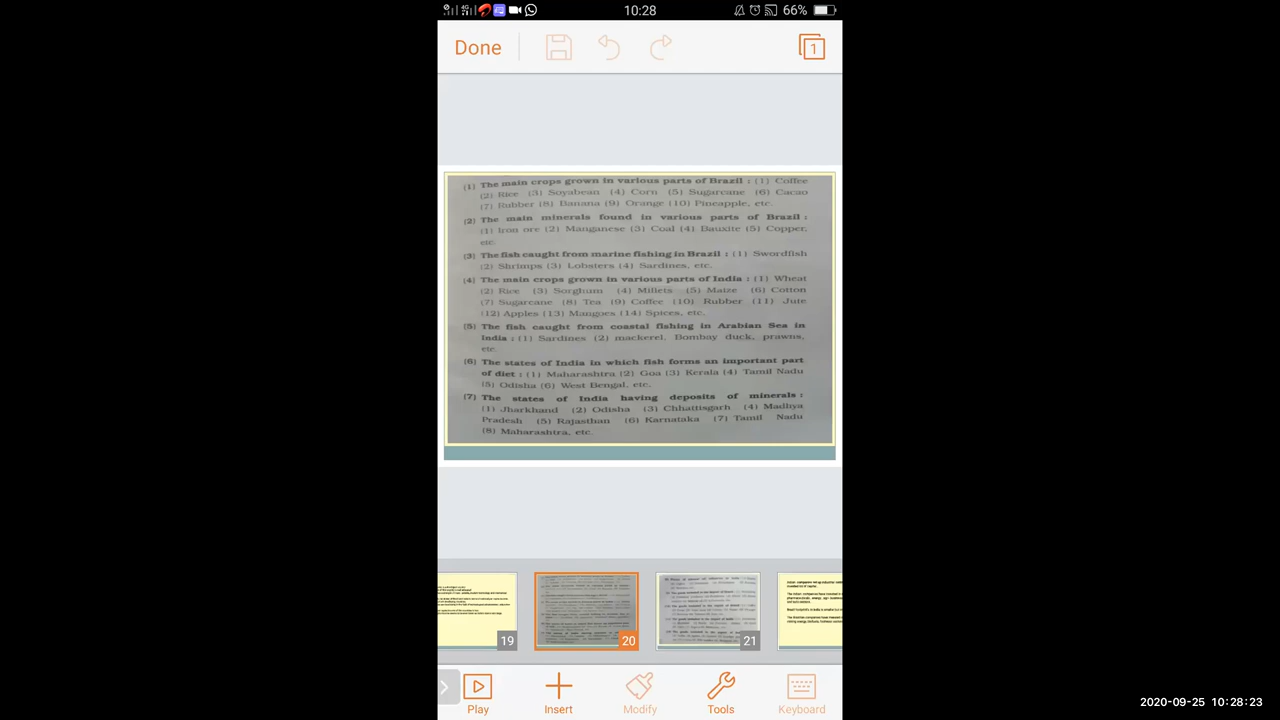 10:28
66%
Done
1
(1) The main crops grown in various parts of Brazil : (1) Coffee
(2) Rice (3) Soyabean (4) Corn (5) Sugarcane (6) Cacao
(7) Rubber (8) Banana (9) Orange (10) Pineapple, etc.
(2) The main minerals found in various parts of Brazil :
(1) Iron ore (2) Manganese (3) Coal (4) Bauxite (5) Copper,
etc.
(3) The fish caught from marine fishing in Brazil : (1) Swordfish
(2) Shrimps (3) Lobsters (4) Sardines, etc.
(4) The main crops grown in various parts of India : (1) Wheat
(2) Rice (3) Sorghum (4) Millets (5) Maize (6) Cotton
(7) Sugarcane (8) Tea (9) Coffee (10) Rubber (11) Jute
(12) Apples (13) Mangoes (14) Spices, etc.
(5) The fish caught from coastal fishing in Arabian Sea in
India : (1) Sardines (2) mackerel, Bombay duck, prawns,
etc.
(6) The states of India in which fish forms an important part
of diet : (1) Maharashtra (2) Goa (3) Kerala (4) Tamil Nadu
(5) Odisha (6) West Bengal, etc.
(7) The states of India having deposits of minerals :
(1) Jharkhand (2) Odisha (3) Chhattisgarh (4) Madhya
Pradesh (5) Rajasthan (6) Karnataka (7) Tamil Nadu
(8) Maharashtra, etc.
19
20
21
Play
Insert
Modify
Tools
Keyboard
2020-09-25 10:28:23